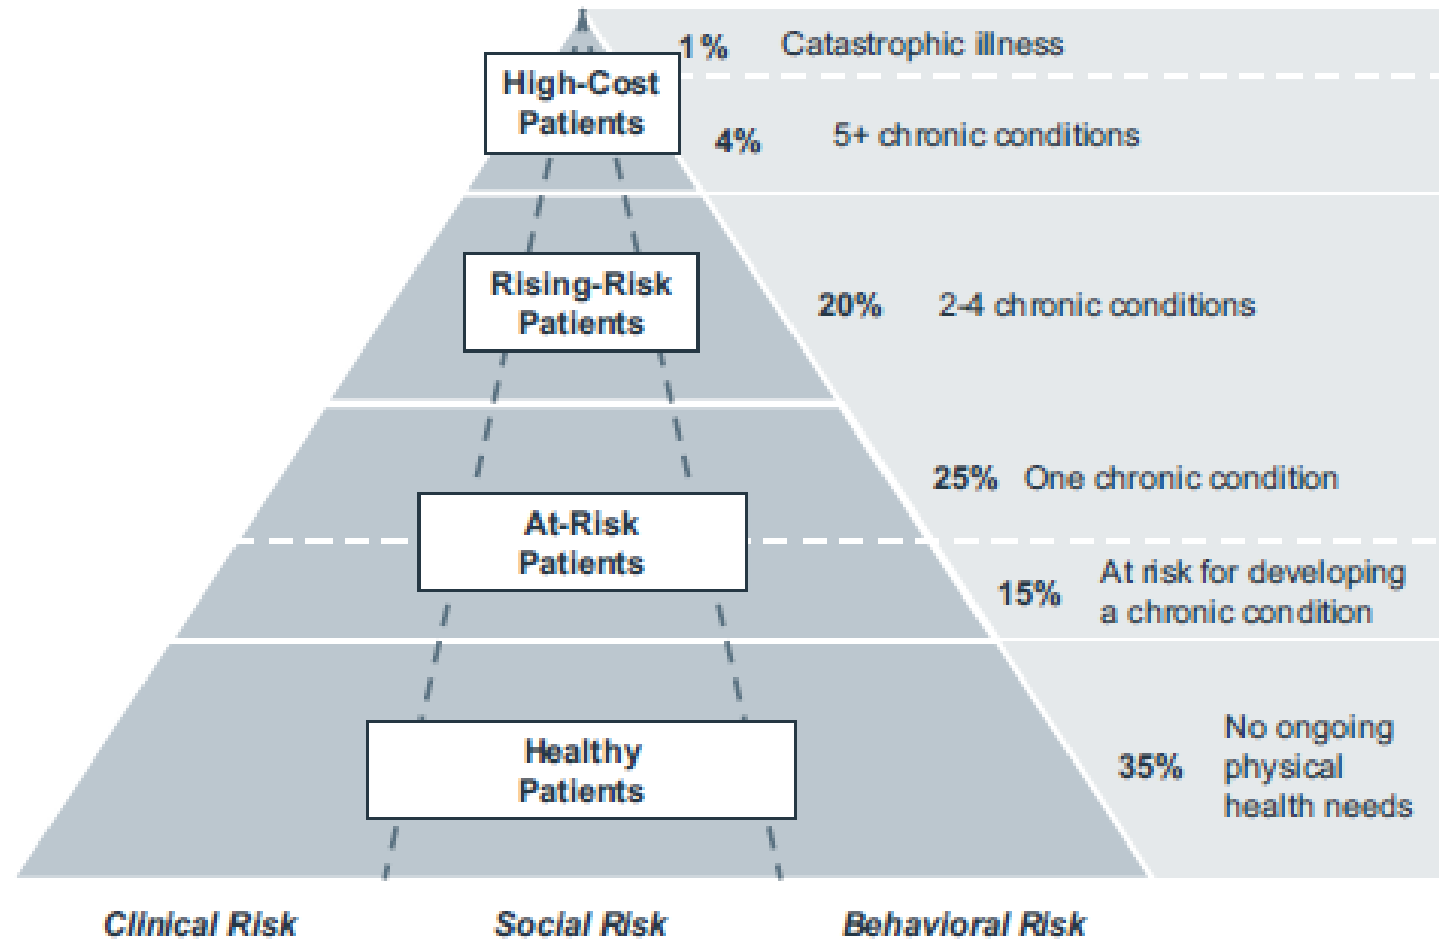 1% Catastrophic illness
High-Cost
Patients
4% 5+ chronic conditions
Rising-Risk
Patients
20% 2-4 chronic conditions
25% One chronic condition
At-Risk
Patients
15% At risk for developing
a chronic condition
Healthy
Patients
35% No ongoing
physical
health needs
Clinical Risk Social Risk Behavioral Risk